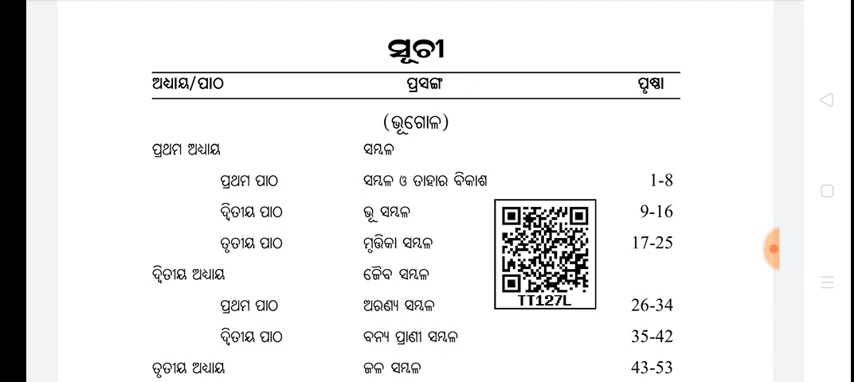 ସୂଚୀ
ଅଧ୍ୟାୟ/ପାଠ ପ୍ରସଙ୍ଗ ପୃଷ୍ଠା
(ଭୂଗୋଳ)
ପ୍ରଥମ ଅଧ୍ୟାୟ ସମ୍ବଳ
ପ୍ରଥମ ପାଠ ସମ୍ବଳ ଓ ତାହାର ବିକାଶ 1-8
ଦ୍ୱିତୀୟ ପାଠ ଭୂ ସମ୍ବଳ 9-16
ତୃତୀୟ ପାଠ ମୃତ୍ତିକା ସମ୍ବଳ 17-25
ଦ୍ୱିତୀୟ ଅଧ୍ୟାୟ ଜୈବ ସମ୍ବଳ
TT127L
ପ୍ରଥମ ପାଠ ଅରଣ୍ୟ ସମ୍ବଳ 26-34
ଦ୍ୱିତୀୟ ପାଠ ବନ୍ୟ ପ୍ରାଣୀ ସମ୍ବଳ 35-42
ତୃତୀୟ ଅଧ୍ୟାୟ ଜଳ ସମ୍ବଳ 43-53